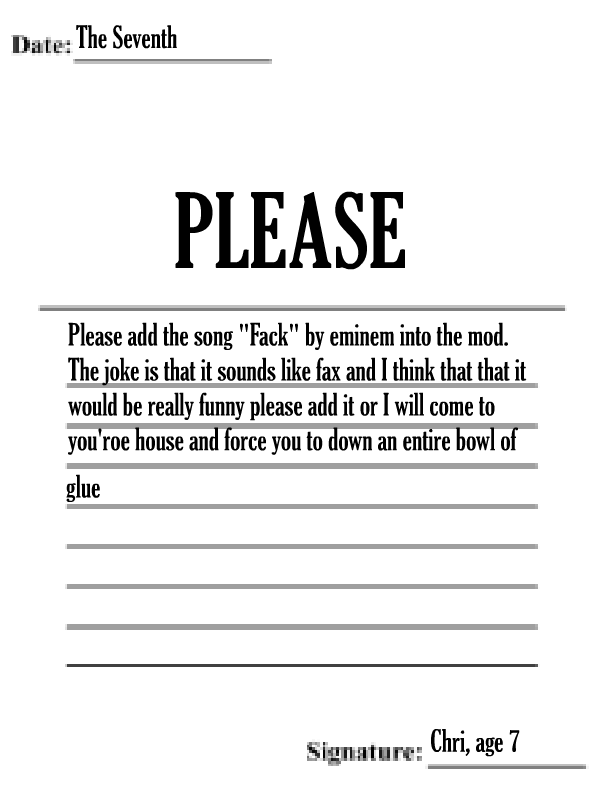 Date: The Seventh
PLEASE
Please add the song "Fack" by eminem into the mod.
The joke is that it sounds like fax and I think that that it
would be really funny please add it or I will come to
you'roe house and force you to down an entire bowl of
glue
Signature: Chri, age 7